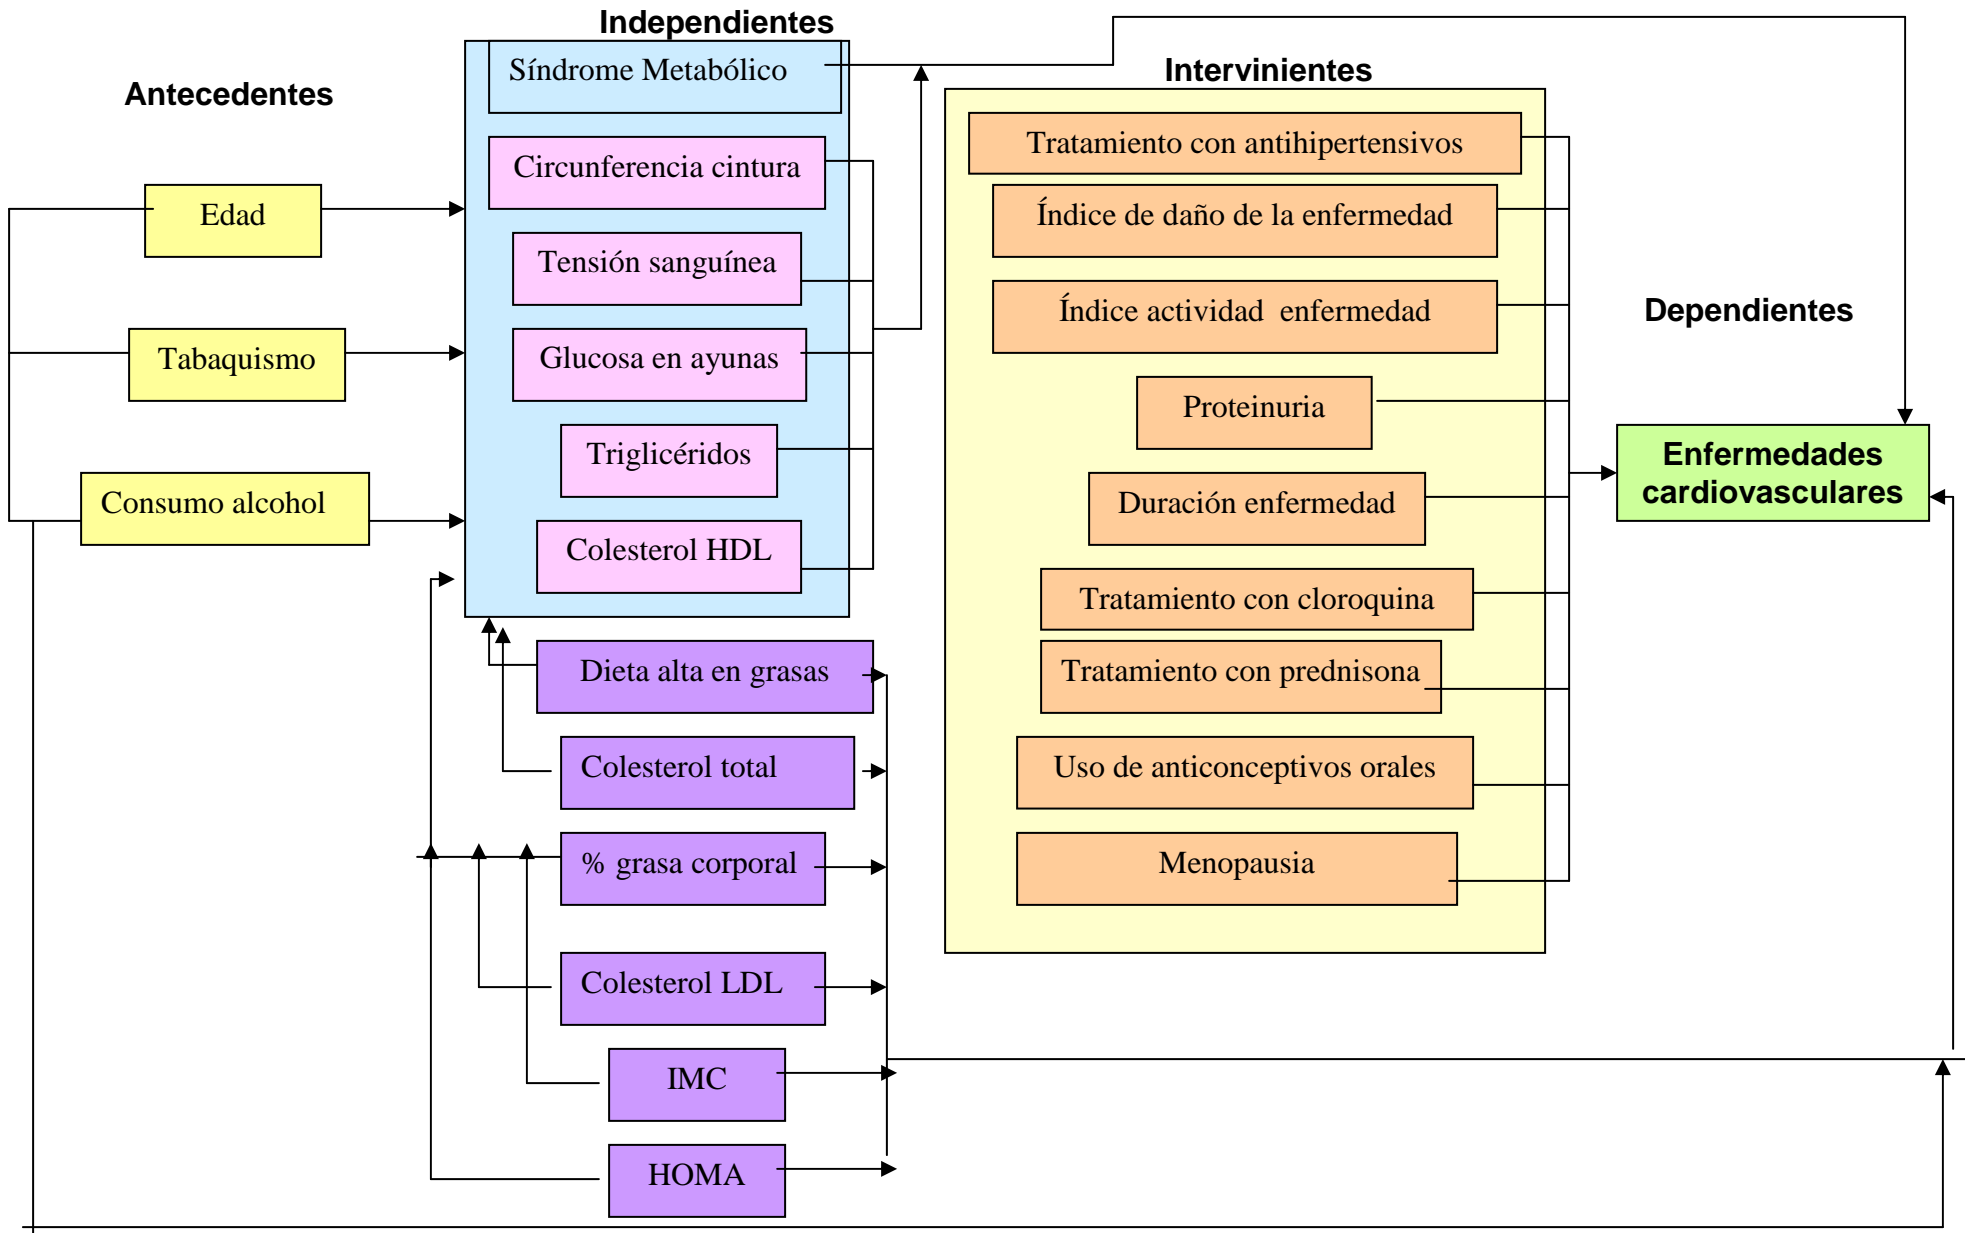 Independientes
Antecedentes
Síndrome Metabólico
Circunferencia cintura
Tensión sanguínea
Glucosa en ayunas
Triglicéridos
Colesterol HDL
Edad
Tabaquismo
Consumo alcohol
Dieta alta en grasas
Colesterol total
% grasa corporal
Colesterol LDL
IMC
HOMA
Intervinientes
Tratamiento con antihipertensivos
Índice de daño de la enfermedad
Índice actividad  enfermedad
Proteinuria
Duración enfermedad
Tratamiento con cloroquina
Tratamiento con prednisona
Uso de anticonceptivos orales
Menopausia
Dependientes
Enfermedades
cardiovasculares